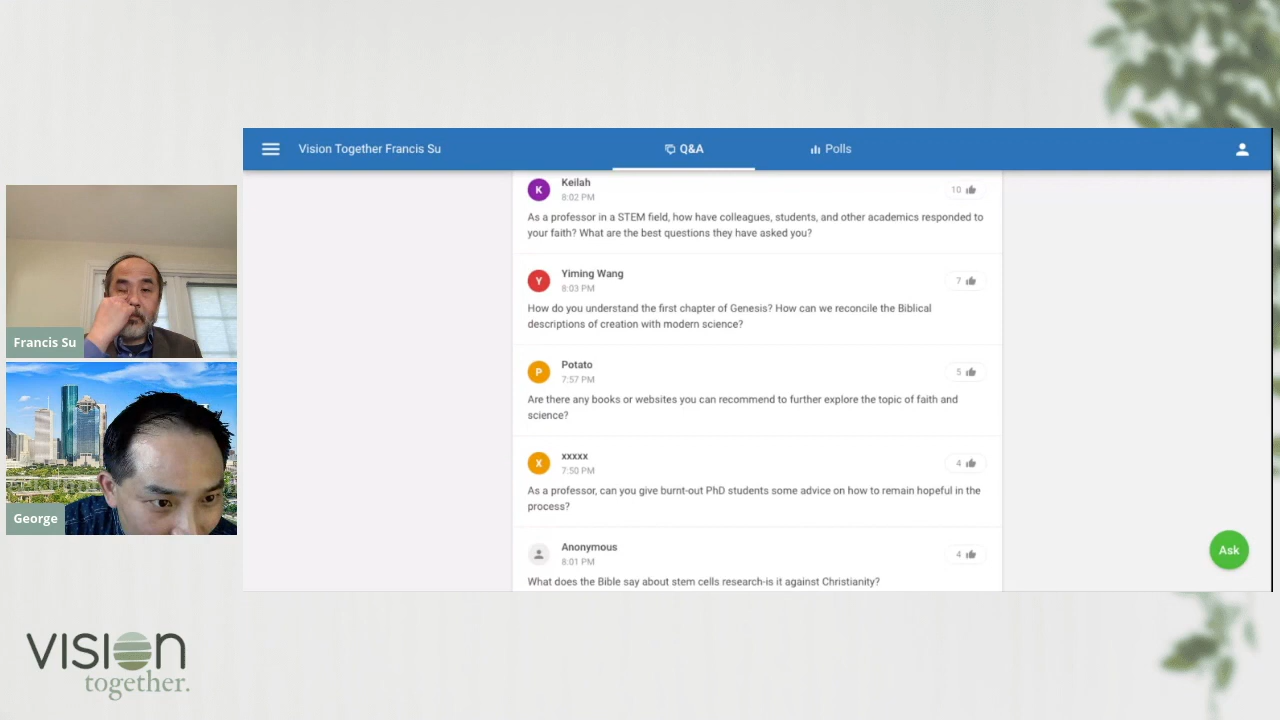 Vision Together Francis Su
Q&A
Polls
K
Keilah
8:02 PM
10
As a professor in a STEM field, how have colleagues, students, and other academics responded to
your faith? What are the best questions they have asked you?
Y
Yiming Wang
8:03 PM
7
How do you understand the first chapter of Genesis? How can we reconcile the Biblical
descriptions of creation with modern science?
P
Potato
7:57 PM
5
Are there any books or websites you can recommend to further explore the topic of faith and
science?
X
xxxxx
7:50 PM
4
As a professor, can you give burnt-out PhD students some advice on how to remain hopeful in the
process?
Anonymous
8:01 PM
4
What does the Bible say about stem cells research-is it against Christianity?
Ask
Francis Su
George
VISION
together.